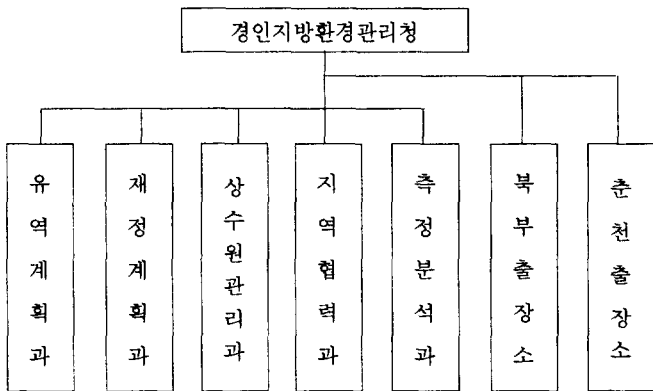 경인지방환경관리청
유역계획과
재정계획과
상수원관리과
지역협력과
측정분석과
북부출장소
춘천출장소